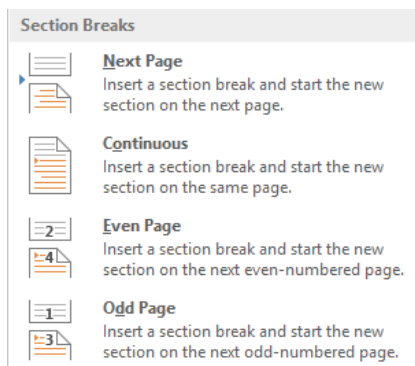 Section Breaks
Next Page
Insert a section break and start the new
section on the next page.
Continuous
Insert a section break and start the new
section on the same page.
2
Even Page
4
Insert a section break and start the new
section on the next even-numbered page.
1
Odd Page
3
Insert a section break and start the new
section on the next odd-numbered page.